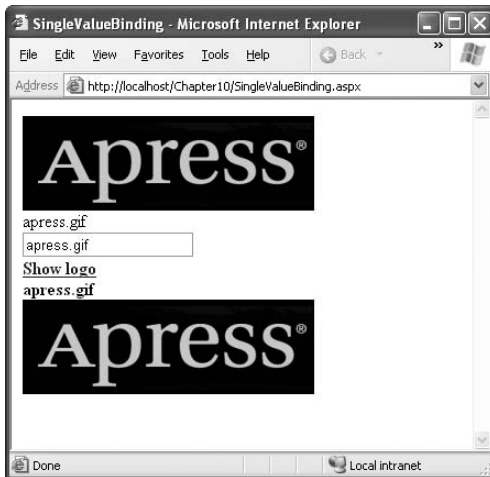 SingleValueBinding - Microsoft Internet Explorer
File Edit View Favorites Tools Help Back »
Address http://localhost/Chapter10/SingleValueBinding.aspx
Apress®
apress.gif
apress.gif
Show logo
apress.gif
Apress®
Done Local intranet